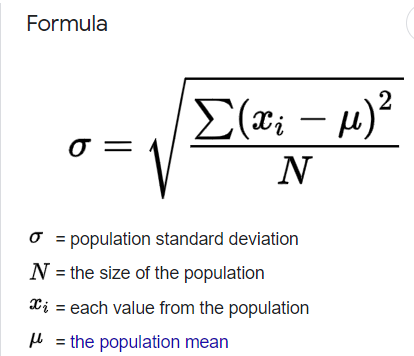 Formula
σ = √(∑(xᵢ − μ)² / N)
σ = population standard deviation
N = the size of the population
xᵢ = each value from the population
μ = the population mean